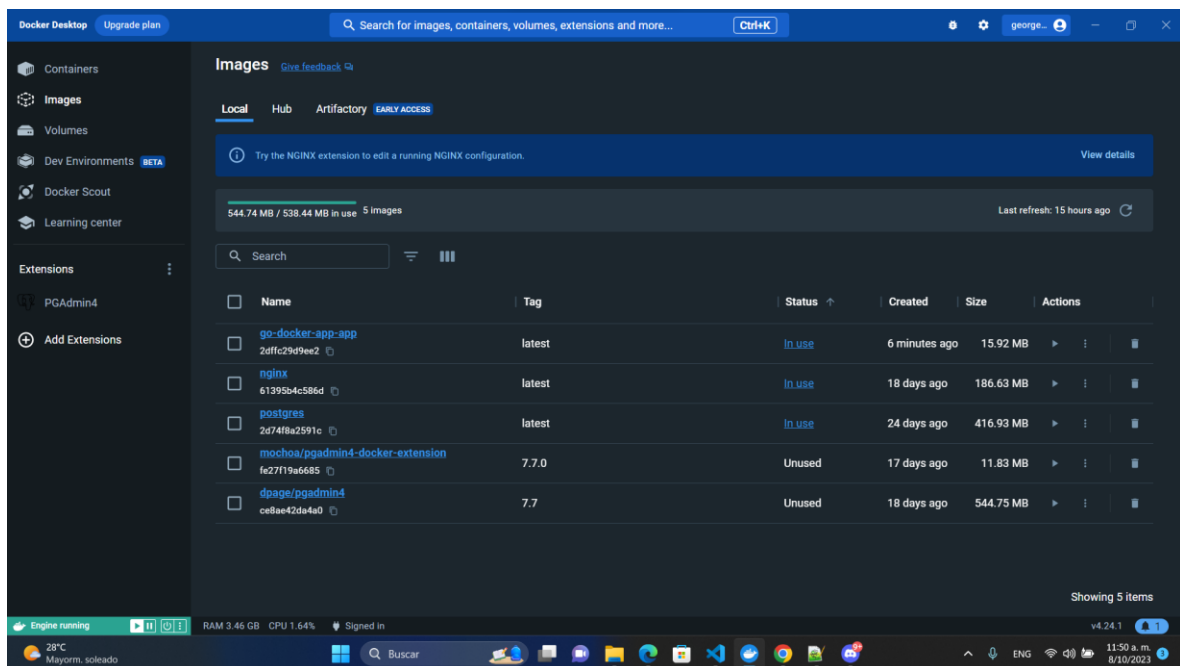 Docker Desktop Upgrade plan Search for images, containers, volumes, extensions and more... Ctrl+K george...
Containers
Images
Volumes
Dev Environments BETA
Docker Scout
Learning center
Extensions
PGAdmin4
Add Extensions
Images Give feedback
Local Hub Artifactory EARLY ACCESS
Try the NGINX extension to edit a running NGINX configuration. View details
544.74 MB / 538.44 MB in use 5 images Last refresh: 15 hours ago
Search
Name Tag Status Created Size Actions
go-docker-app-app
2dffc29d9ee2 latest In use 6 minutes ago 15.92 MB
nginx
61395b4c586d latest In use 18 days ago 186.63 MB
postgres
2d74f8a2591c latest In use 24 days ago 416.93 MB
mochoa/pgadmin4-docker-extension
fe27f19a6685 7.7.0 Unused 17 days ago 11.83 MB
dpage/pgadmin4
ce8ae42da4a0 7.7 Unused 18 days ago 544.75 MB
Showing 5 items
Engine running RAM 3.46 GB CPU 1.64% Signed in v4.24.1 1
28°C
Mayorm. soleado
Buscar
ENG
11:50 a. m.
8/10/2023
3